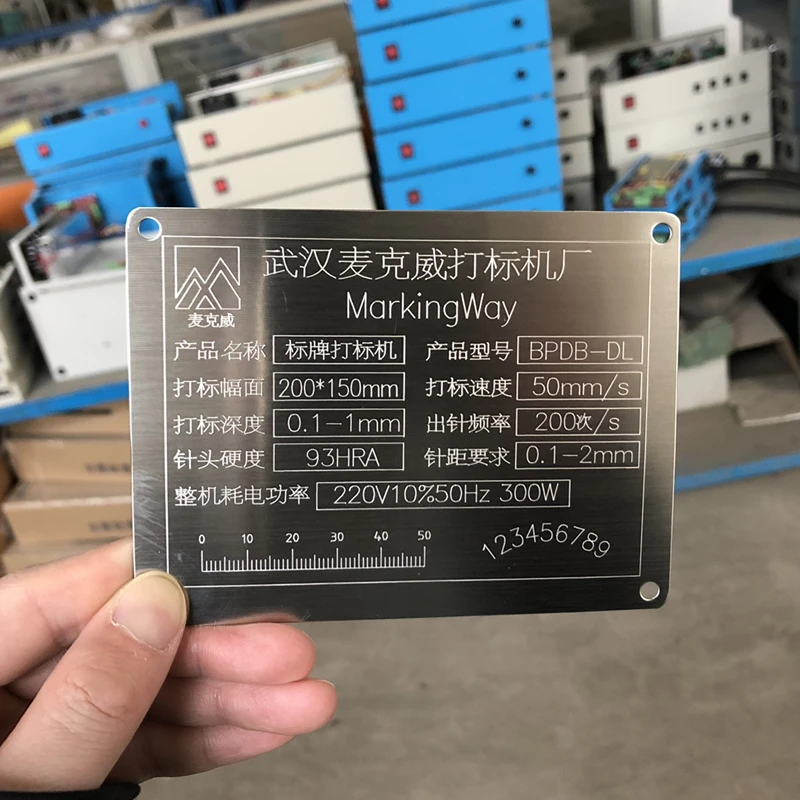 武汉麦克威打标机厂
MarkingWay
麦克威
产品名称 标牌打标机 产品型号 BPDB-DL
打标幅面 200*150mm 打标速度 50mm/s
打标深度 0.1-1mm 出针频率 200次/s
针头硬度 93HRA 针距要求 0.1-2mm
整机耗电功率 220V10%50Hz 300W
0 10 20 30 40 50
123456789